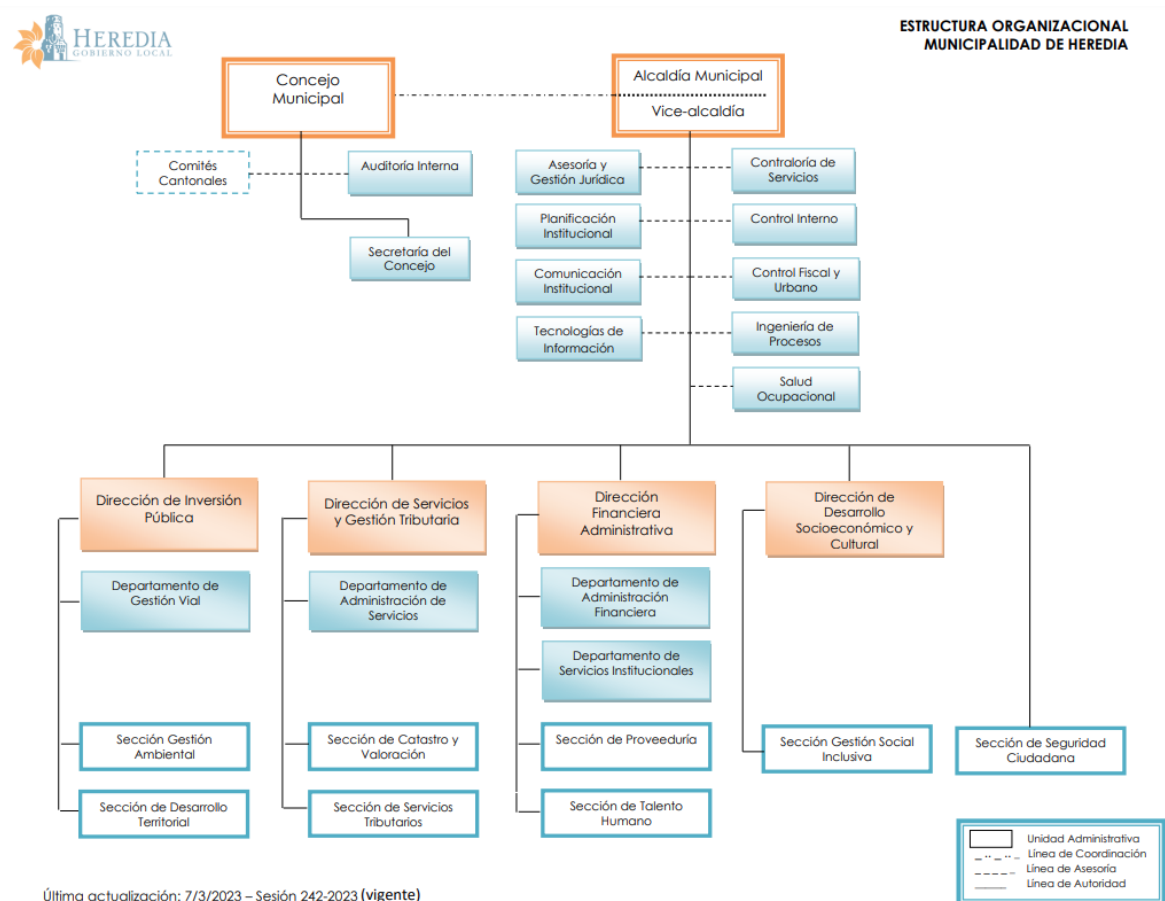 HEREDIA
GOBIERNO LOCAL
ESTRUCTURA ORGANIZACIONAL
MUNICIPALIDAD DE HEREDIA
Concejo
Municipal
Alcaldía Municipal
Vice-alcaldía
Comités
Cantonales
Auditoría Interna
Secretaría del
Concejo
Asesoría y
Gestión Jurídica
Contraloría de
Servicios
Planificación
Institucional
Control Interno
Comunicación
Institucional
Control Fiscal y
Urbano
Tecnologías de
Información
Ingeniería de
Procesos
Salud
Ocupacional
Dirección de Inversión
Pública
Dirección de Servicios
y Gestión Tributaria
Dirección
Financiera
Administrativa
Dirección de
Desarrollo
Socioeconómico y
Cultural
Departamento de
Gestión Vial
Departamento de
Administración de
Servicios
Departamento de
Administración
Financiera
Departamento de
Servicios Institucionales
Sección Gestión
Ambiental
Sección de Catastro y
Valoración
Sección de Proveeduría
Sección Gestión Social
Inclusiva
Sección de Seguridad
Ciudadana
Sección de Desarrollo
Territorial
Sección de Servicios
Tributarios
Sección de Talento
Humano
Unidad Administrativa
Línea de Coordinación
Línea de Asesoría
Línea de Autoridad
Última actualización: 7/3/2023 – Sesión 242-2023 (vigente)